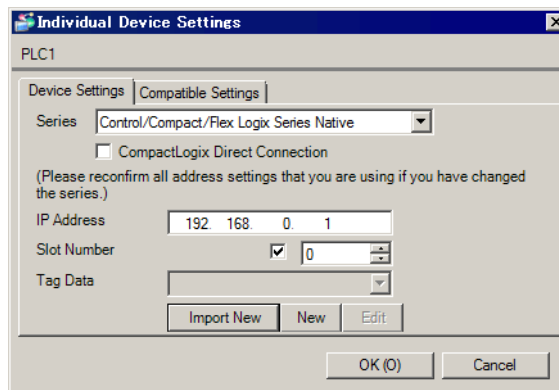 Individual Device Settings
PLC1
Device Settings Compatible Settings
Series Control/Compact/Flex Logix Series Native
CompactLogix Direct Connection
(Please reconfirm all address settings that you are using if you have changed
the series.)
IP Address 192. 168. 0. 1
Slot Number 0
Tag Data
Import New New Edit
OK (O) Cancel